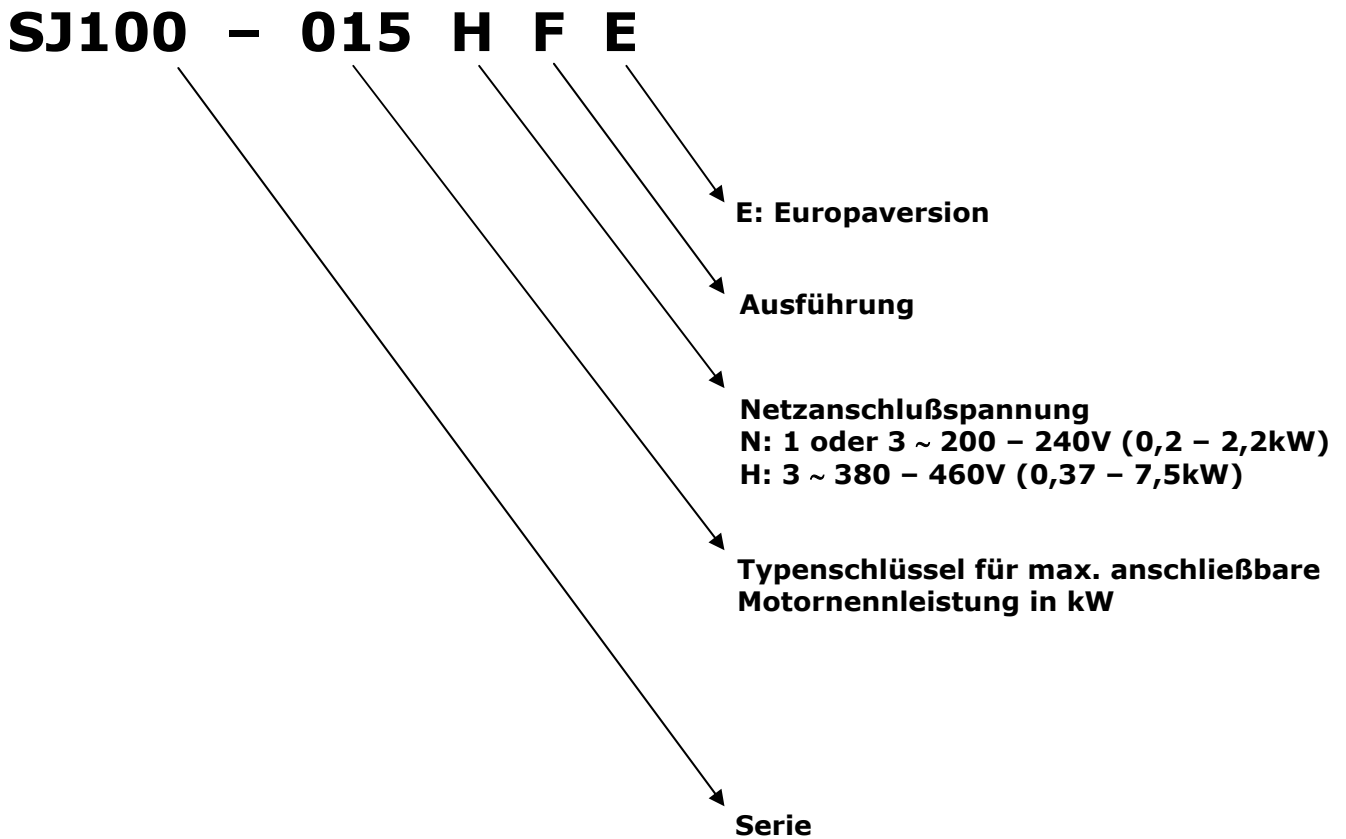 SJ100 – 015 H F E
E: Europaversion
Ausführung
Netzanschlußspannung
N: 1 oder 3 ~ 200 – 240V (0,2 – 2,2kW)
H: 3 ~ 380 – 460V (0,37 – 7,5kW)
Typenschlüssel für max. anschließbare
Motornennleistung in kW
Serie